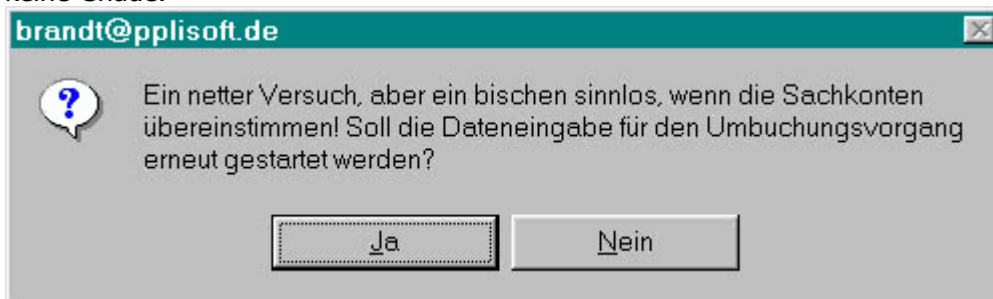 brandt@pplisoft.de
Ein netter Versuch, aber ein bischen sinnlos, wenn die Sachkonten
übereinstimmen! Soll die Dateneingabe für den Umbuchungsvorgang
erneut gestartet werden?
Ja
Nein